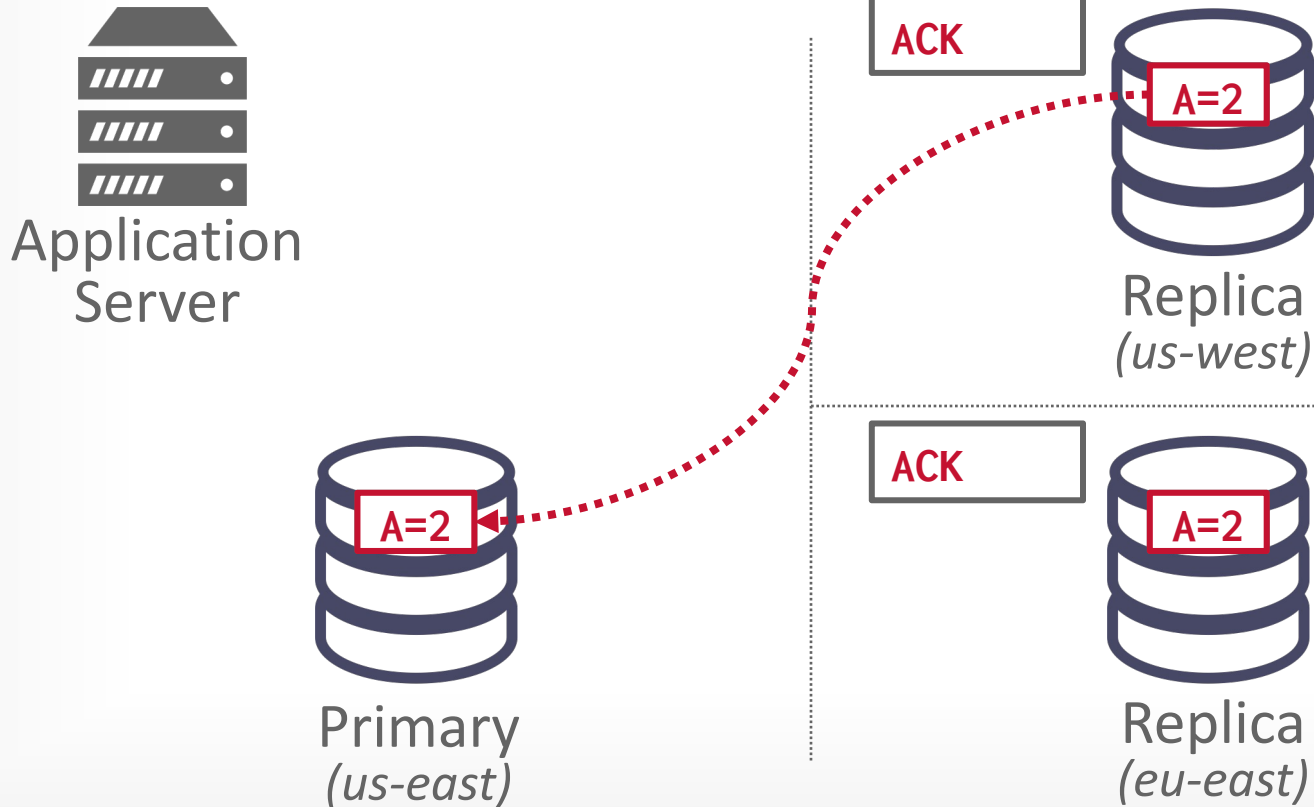 Application
Server
ACK
A=2
Replica
(us-west)
A=2
Primary
(us-east)
ACK
A=2
Replica
(eu-east)